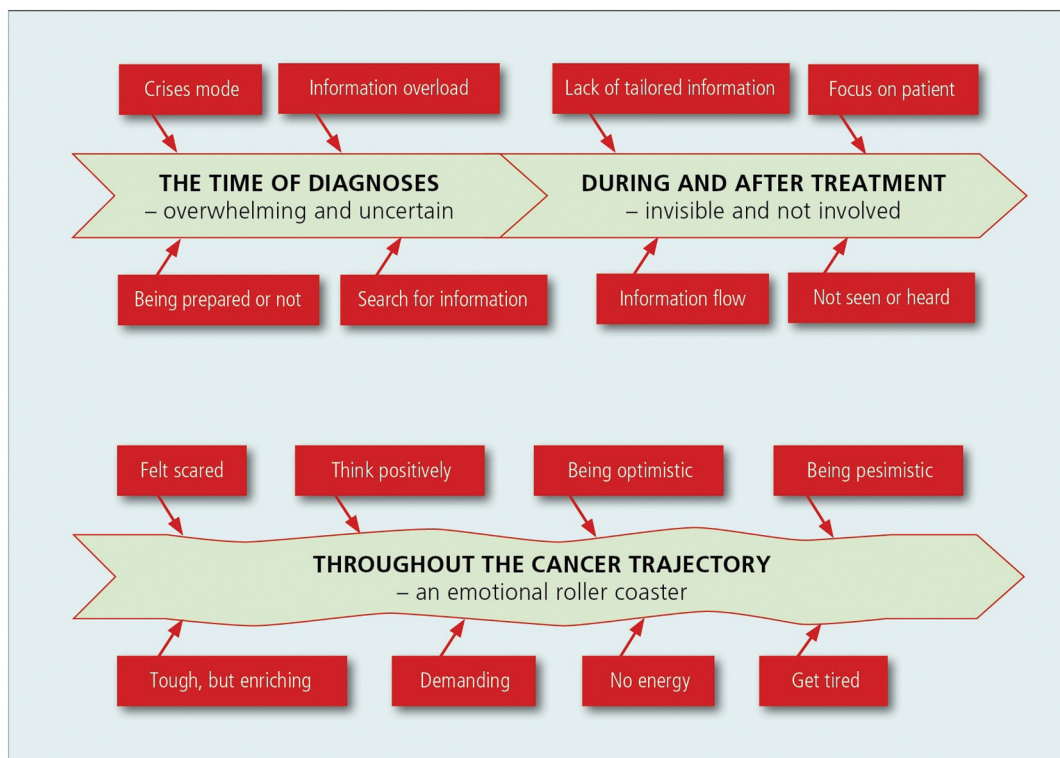 Crises mode
Information overload
Lack of tailored information
Focus on patient
THE TIME OF DIAGNOSES
– overwhelming and uncertain
DURING AND AFTER TREATMENT
– invisible and not involved
Being prepared or not
Search for information
Information flow
Not seen or heard
Felt scared
Think positively
Being optimistic
Being pesimistic
THROUGHOUT THE CANCER TRAJECTORY
– an emotional roller coaster
Tough, but enriching
Demanding
No energy
Get tired